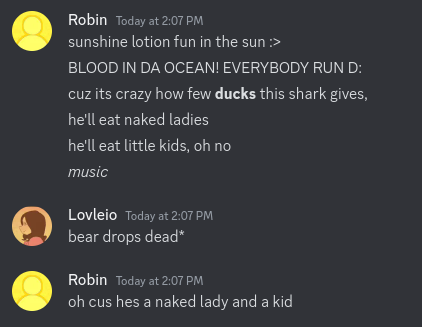 Robin Today at 2:07 PM
sunshine lotion fun in the sun :>
BLOOD IN DA OCEAN! EVERYBODY RUN D:
cuz its crazy how few ducks this shark gives,
he'll eat naked ladies
he'll eat little kids, oh no
music
Lovleio Today at 2:07 PM
bear drops dead*
Robin Today at 2:07 PM
oh cus hes a naked lady and a kid